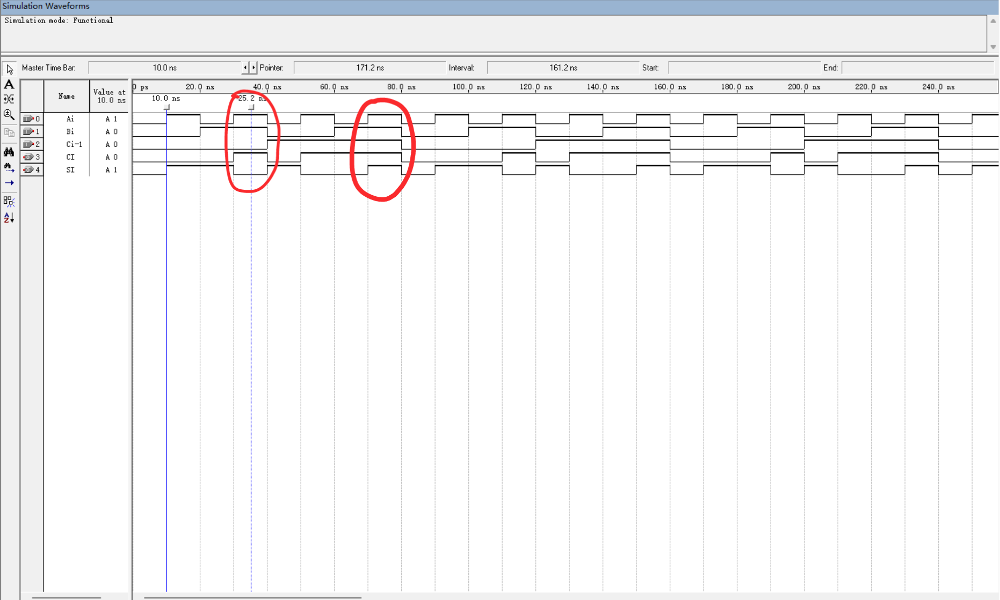 Simulation Waveforms
Simulation mode: Functional
Master Time Bar: 10.0 ns Pointer: 171.2 ns Interval: 161.2 ns Start: End:
Name Value at 10.0 ns
0 ps 20.0 ns 40.0 ns 60.0 ns 80.0 ns 100.0 ns 120.0 ns 140.0 ns 160.0 ns 180.0 ns 200.0 ns 220.0 ns 240.0 ns
10.0 ns +25.2 ns
0 Ai A 1
1 Bi A 0
2 Ci-1 A 0
3 CI A 0
4 SI A 1